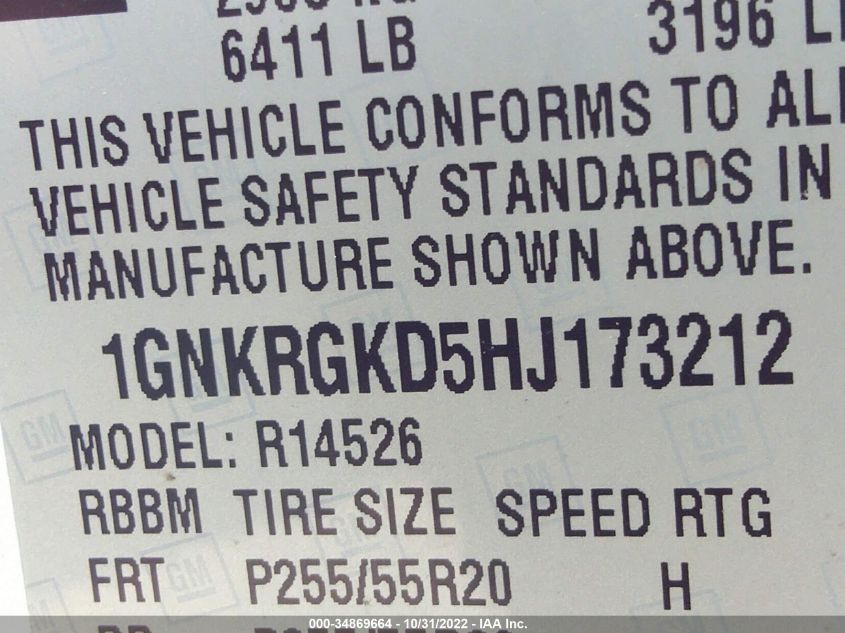 6411 LB 3196
THIS VEHICLE CONFORMS TO
VEHICLE SAFETY STANDARDS IN
MANUFACTURE SHOWN ABOVE.
1GNKRGKD5HJ173212
MODEL: R14526
RBBM TIRE SIZE SPEED RTG
FRT P255/55R20 H
000-34869664 - 10/31/2022 - IAA Inc.